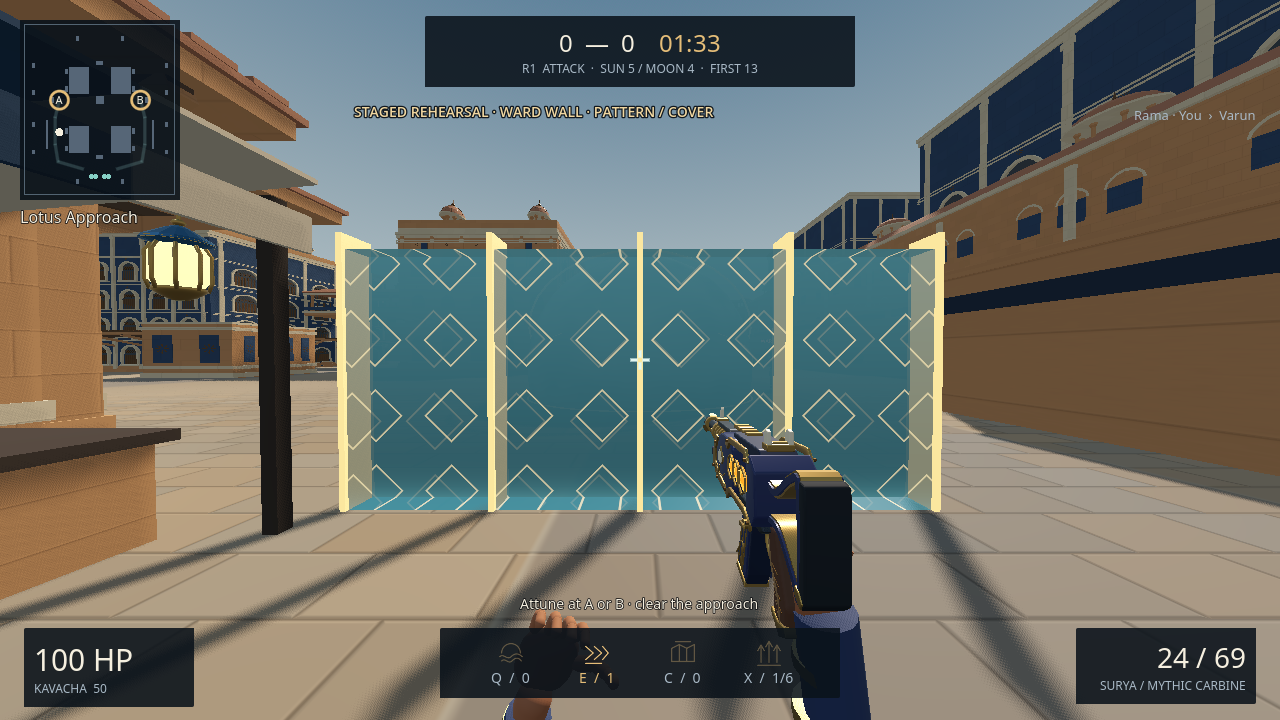 0 — 0 01:33
R1 ATTACK · SUN 5 / MOON 4 · FIRST 13
STAGED REHEARSAL · WARD WALL · PATTERN / COVER
Rama · You › Varun
A
B
Lotus Approach
Attune at A or B · clear the approach
100 HP
KAVACHA 50
Q / 0
E / 1
C / 0
X / 1/6
24 / 69
SURYA / MYTHIC CARBINE